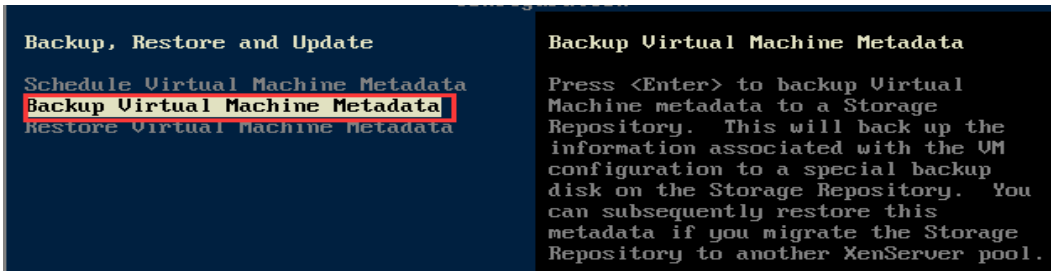 Backup, Restore and Update
Schedule Virtual Machine Metadata
Backup Virtual Machine Metadata
Restore Virtual Machine Metadata
Backup Virtual Machine Metadata
Press <Enter> to backup Virtual
Machine metadata to a Storage
Repository.  This will back up the
information associated with the VM
configuration to a special backup
disk on the Storage Repository.  You
can subsequently restore this
metadata if you migrate the Storage
Repository to another XenServer pool.